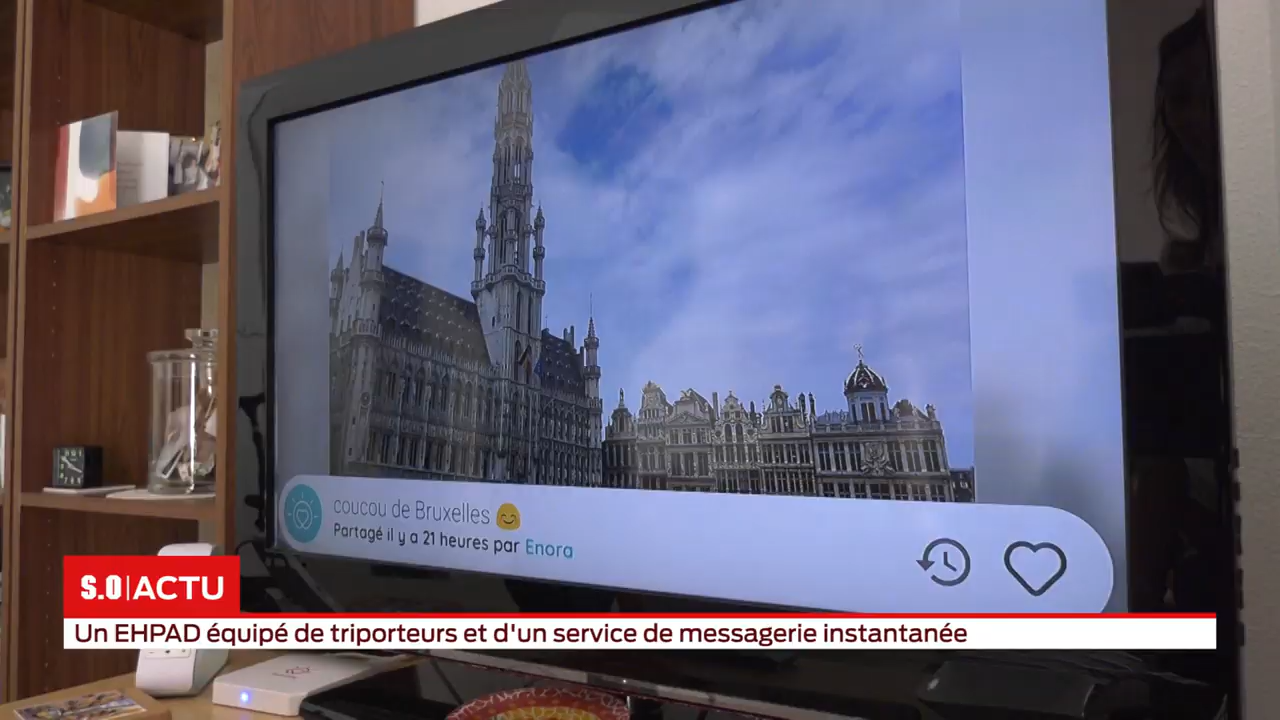 coucou de Bruxelles 😊
Partagé il y a 21 heures par Enora
S.O|ACTU
Un EHPAD équipé de triporteurs et d'un service de messagerie instantanée